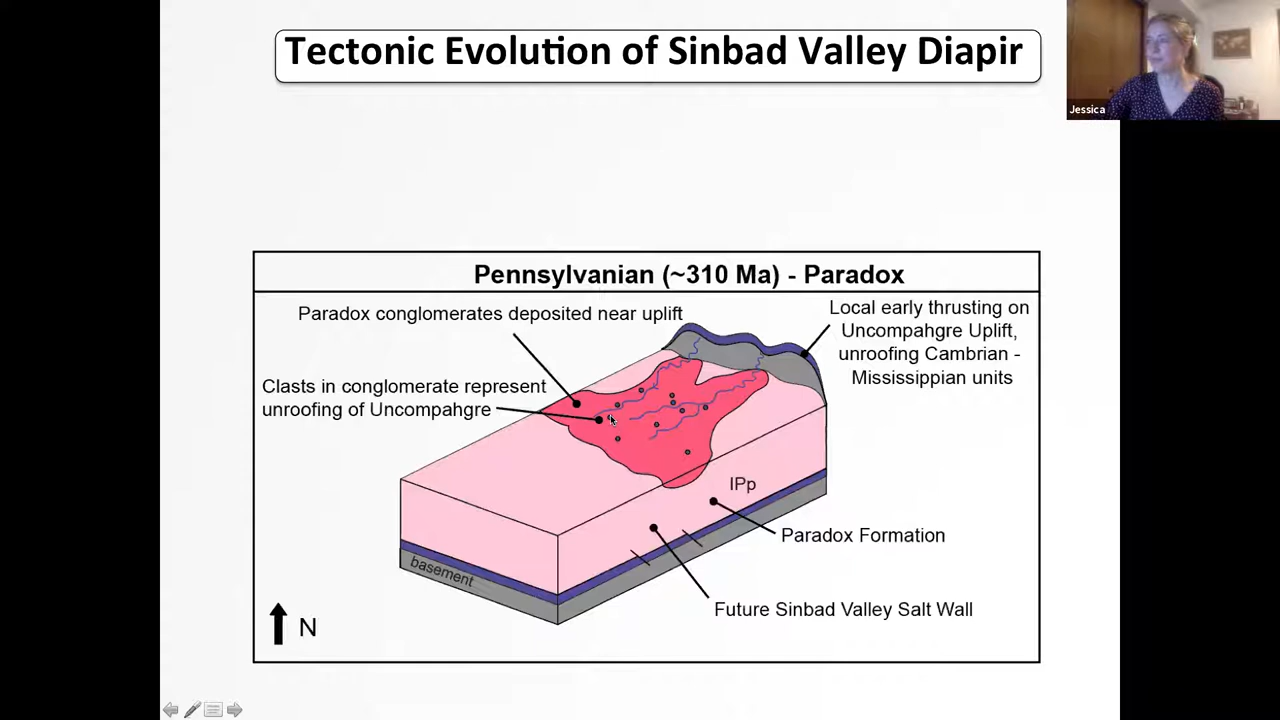 Tectonic Evolution of Sinbad Valley Diapir
Jessica
Pennsylvanian (~310 Ma) - Paradox
Paradox conglomerates deposited near uplift
Local early thrusting on
Uncompahgre Uplift,
unroofing Cambrian -
Mississippian units
Clasts in conglomerate represent
unroofing of Uncompahgre
IPp
Paradox Formation
basement
Future Sinbad Valley Salt Wall
N